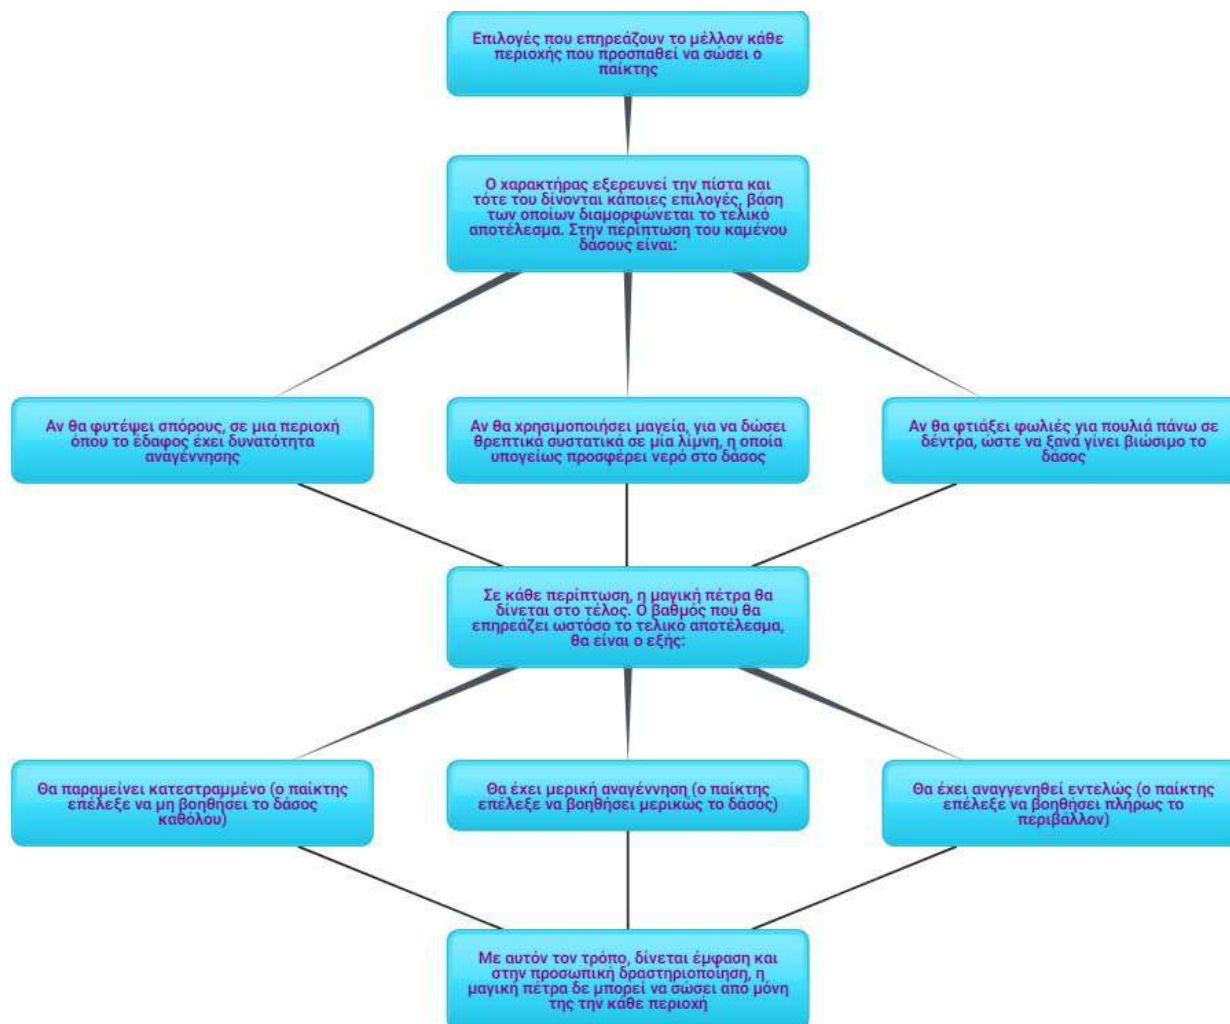 Επιλογές που επηρεάζουν το μέλλον κάθε
περιοχής που προσπαθεί να σώσει ο
παίκτης
Ο χαρακτήρας εξερευνεί την πίστα και
τότε του δίνονται κάποιες επιλογές, βάση
των οποίων διαμορφώνεται το τελικό
αποτέλεσμα. Στην περίπτωση του καμένου
δάσους είναι:
Αν θα φυτέψει σπόρους, σε μια περιοχή
όπου το έδαφος έχει δυνατότητα
αναγέννησης
Αν θα χρησιμοποιήσει μαγεία, για να δώσει
θρεπτικά συστατικά σε μία λίμνη, η οποία
υπογείως προσφέρει νερό στο δάσος
Αν θα φτιάξει φωλιές για πουλιά πάνω σε
δέντρα, ώστε να ξανά γίνει βιώσιμο το
δάσος
Σε κάθε περίπτωση, η μαγική πέτρα θα
δίνεται στο τέλος. Ο βαθμός που θα
επηρεάζει ωστόσο το τελικό αποτέλεσμα,
θα είναι ο εξής:
Θα παραμείνει κατεστραμμένο (ο παίκτης
επέλεξε να μη βοηθήσει το δάσος
καθόλου)
Θα έχει μερική αναγέννηση (ο παίκτης
επέλεξε να βοηθήσει μερικώς το δάσος)
Θα έχει αναγγενηθεί εντελώς (ο παίκτης
επέλεξε να βοηθήσει πλήρως το
περιβάλλον)
Με αυτόν τον τρόπο, δίνεται έμφαση και
στην προσωπική δραστηριοποίηση, η
μαγική πέτρα δε μπορεί να σώσει από μόνη
της την κάθε περιοχή